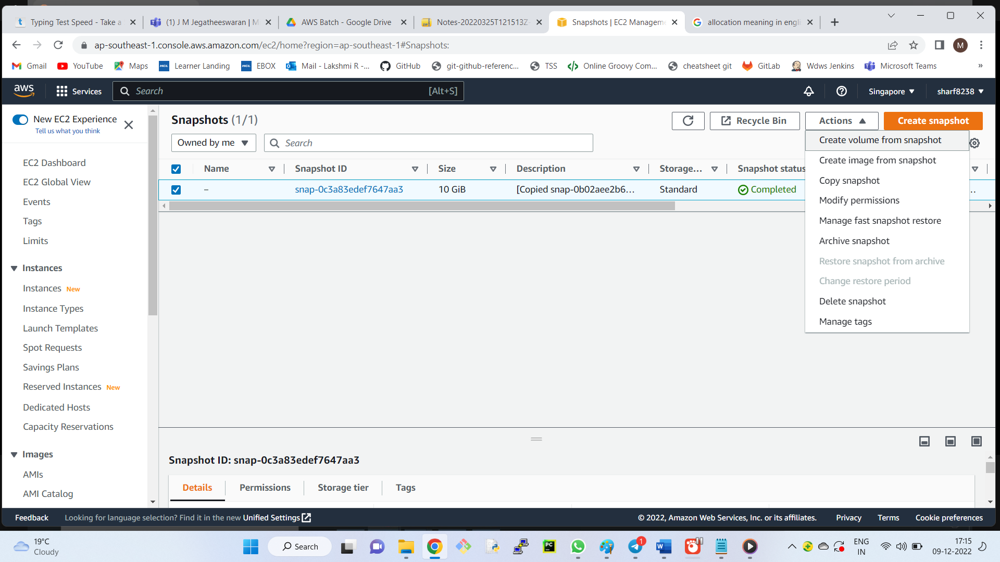 Typing Test Speed - Take a
(1) J M Jegatheeswaran | M
AWS Batch - Google Drive
Notes-20220325T121513Z-
Snapshots | EC2 Managem
allocation meaning in engli
ap-southeast-1.console.aws.amazon.com/ec2/home?region=ap-southeast-1#Snapshots:
M
Gmail
YouTube
Maps
HCL
Learner Landing
HCL
EBOX
Mail - Lakshmi R -...
GitHub
git-github-referenc...
TSS
Online Groovy Com...
cheatsheet git
GitLab
Wdws Jenkins
Microsoft Teams
»
aws
Services
Search
[Alt+S]
Singapore
sharf8238
New EC2 Experience
Tell us what you think
EC2 Dashboard
EC2 Global View
Events
Tags
Limits
Instances
Instances New
Instance Types
Launch Templates
Spot Requests
Savings Plans
Reserved Instances New
Dedicated Hosts
Capacity Reservations
Images
AMIs
AMI Catalog
Snapshots (1/1)
Recycle Bin
Actions
Create snapshot
Owned by me
Search
Create volume from snapshot
Create image from snapshot
Copy snapshot
Modify permissions
Manage fast snapshot restore
Archive snapshot
Restore snapshot from archive
Change restore period
Delete snapshot
Manage tags
Name
Snapshot ID
Size
Description
Storage...
Snapshot status
–
snap-0c3a83edef7647aa3
10 GiB
[Copied snap-0b02aee2b6...
Standard
Completed
Snapshot ID: snap-0c3a83edef7647aa3
Details
Permissions
Storage tier
Tags
Feedback
Looking for language selection? Find it in the new Unified Settings
© 2022, Amazon Web Services, Inc. or its affiliates.
Privacy
Terms
Cookie preferences
19°C
Cloudy
Search
PC
1
W
ENG
IN
17:15
09-12-2022